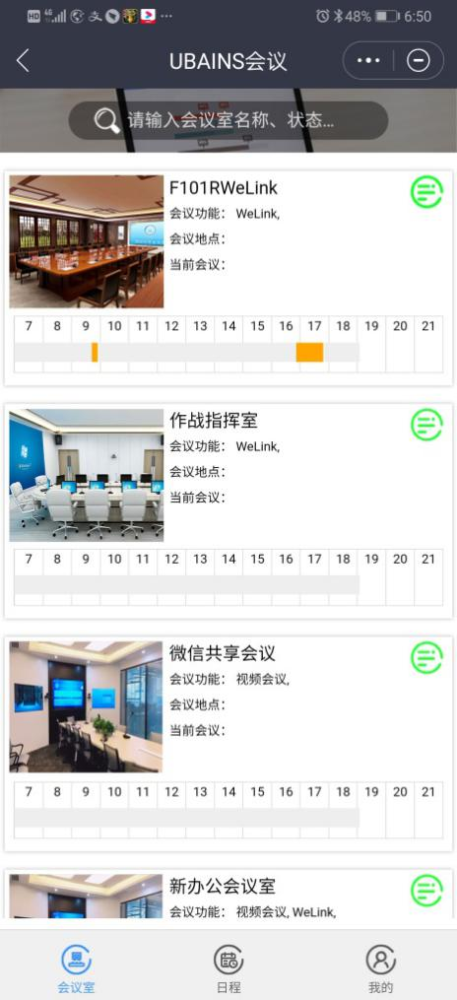 HD 4G 支 48% 6:50
UBAINS会议
请输入会议室名称、状态...
F101RWeLink
会议功能： WeLink,
会议地点：
当前会议：
7 8 9 10 11 12 13 14 15 16 17 18 19 20 21
作战指挥室
会议功能： WeLink,
会议地点：
当前会议：
7 8 9 10 11 12 13 14 15 16 17 18 19 20 21
微信共享会议
会议功能： 视频会议,
会议地点：
当前会议：
7 8 9 10 11 12 13 14 15 16 17 18 19 20 21
新办公会议室
会议功能： 视频会议, WeLink,
会议室 日程 我的